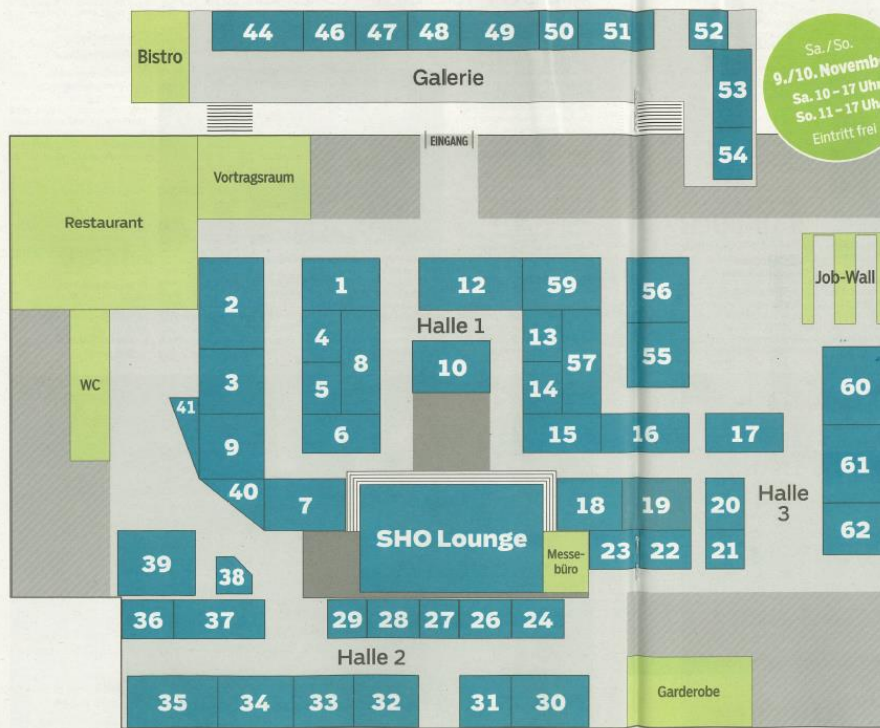 44 46 47 48 49 50 51 52
Bistro
Galerie
53
54
Sa./So.
9./10. Novemb
Sa. 10 – 17 Uhr
So. 11 – 17 Uh
Eintritt frei
EINGANG
Vortragsraum
Restaurant
Job-Wall
WC
2
3
9
41
40
7
1
4
5
8
6
Halle 1
12
59
10
13
14
57
15
16
56
55
17
60
61
62
Halle
3
SHO Lounge
Messe-
büro
18
19
23
22
20
21
39
38
36
37
29 28 27 26 24
Halle 2
35 34 33 32 31 30
Garderobe